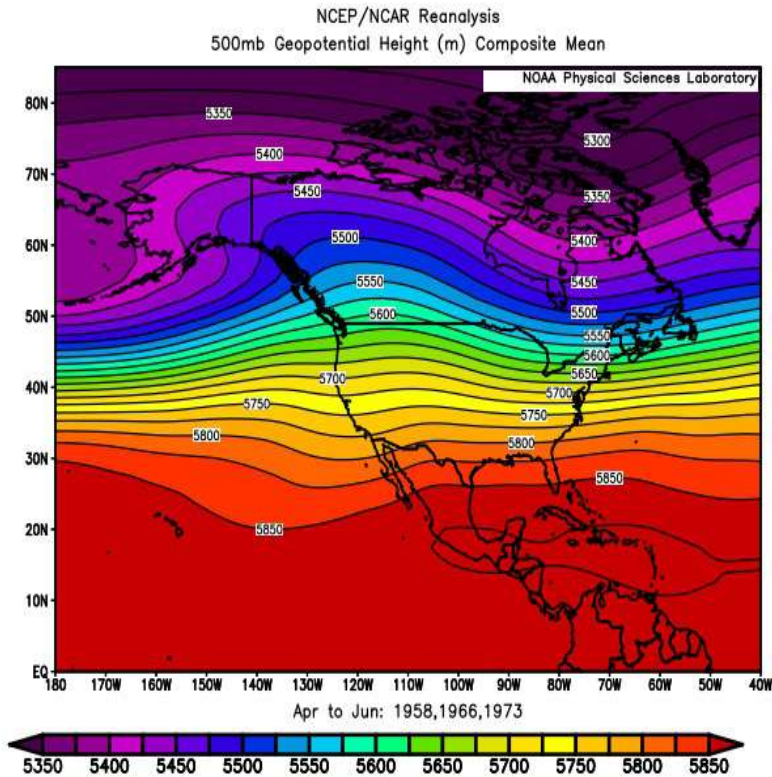 NCEP/NCAR Reanalysis
500mb Geopotential Height (m) Composite Mean
NOAA Physical Sciences Laboratory
80N
5350
5300
70N
5400
5450
5350
60N
5500
5400
5550
5450
50N
5600
5500
5550
5600
40N
5700
5650
5750
5700
5750
30N
5800
5800
5850
20N
5850
10N
EQ
180 170W 160W 150W 140W 130W 120W 110W 100W 90W 80W 70W 60W 50W 40W
Apr to Jun: 1958,1966,1973
5350 5400 5450 5500 5550 5600 5650 5700 5750 5800 5850